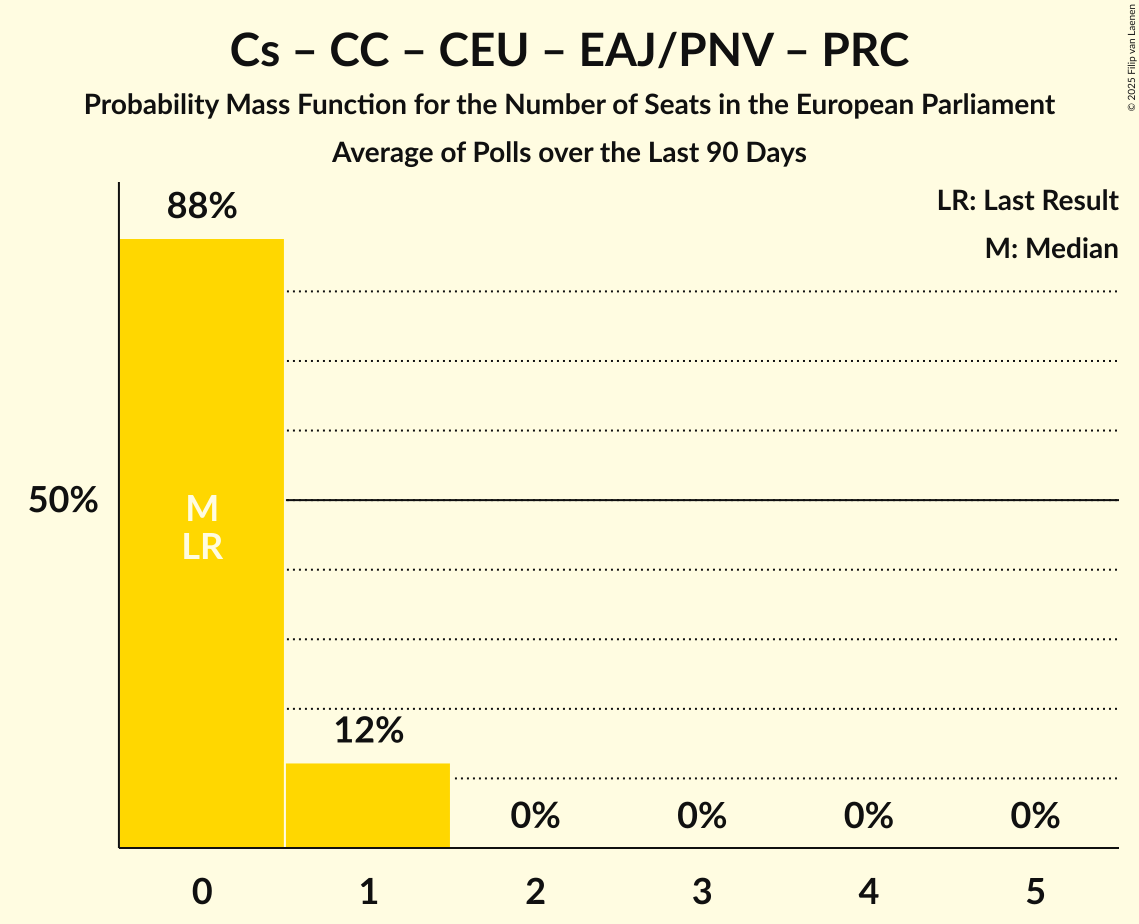 Cs – CC – CEU – EAJ/PNV – PRC
Probability Mass Function for the Number of Seats in the European Parliament
Average of Polls over the Last 90 Days
© 2025 Filip van Laenen
LR: Last Result
M: Median
88%
50%
M
LR
12%
0%
0%
0%
0%
0
1
2
3
4
5